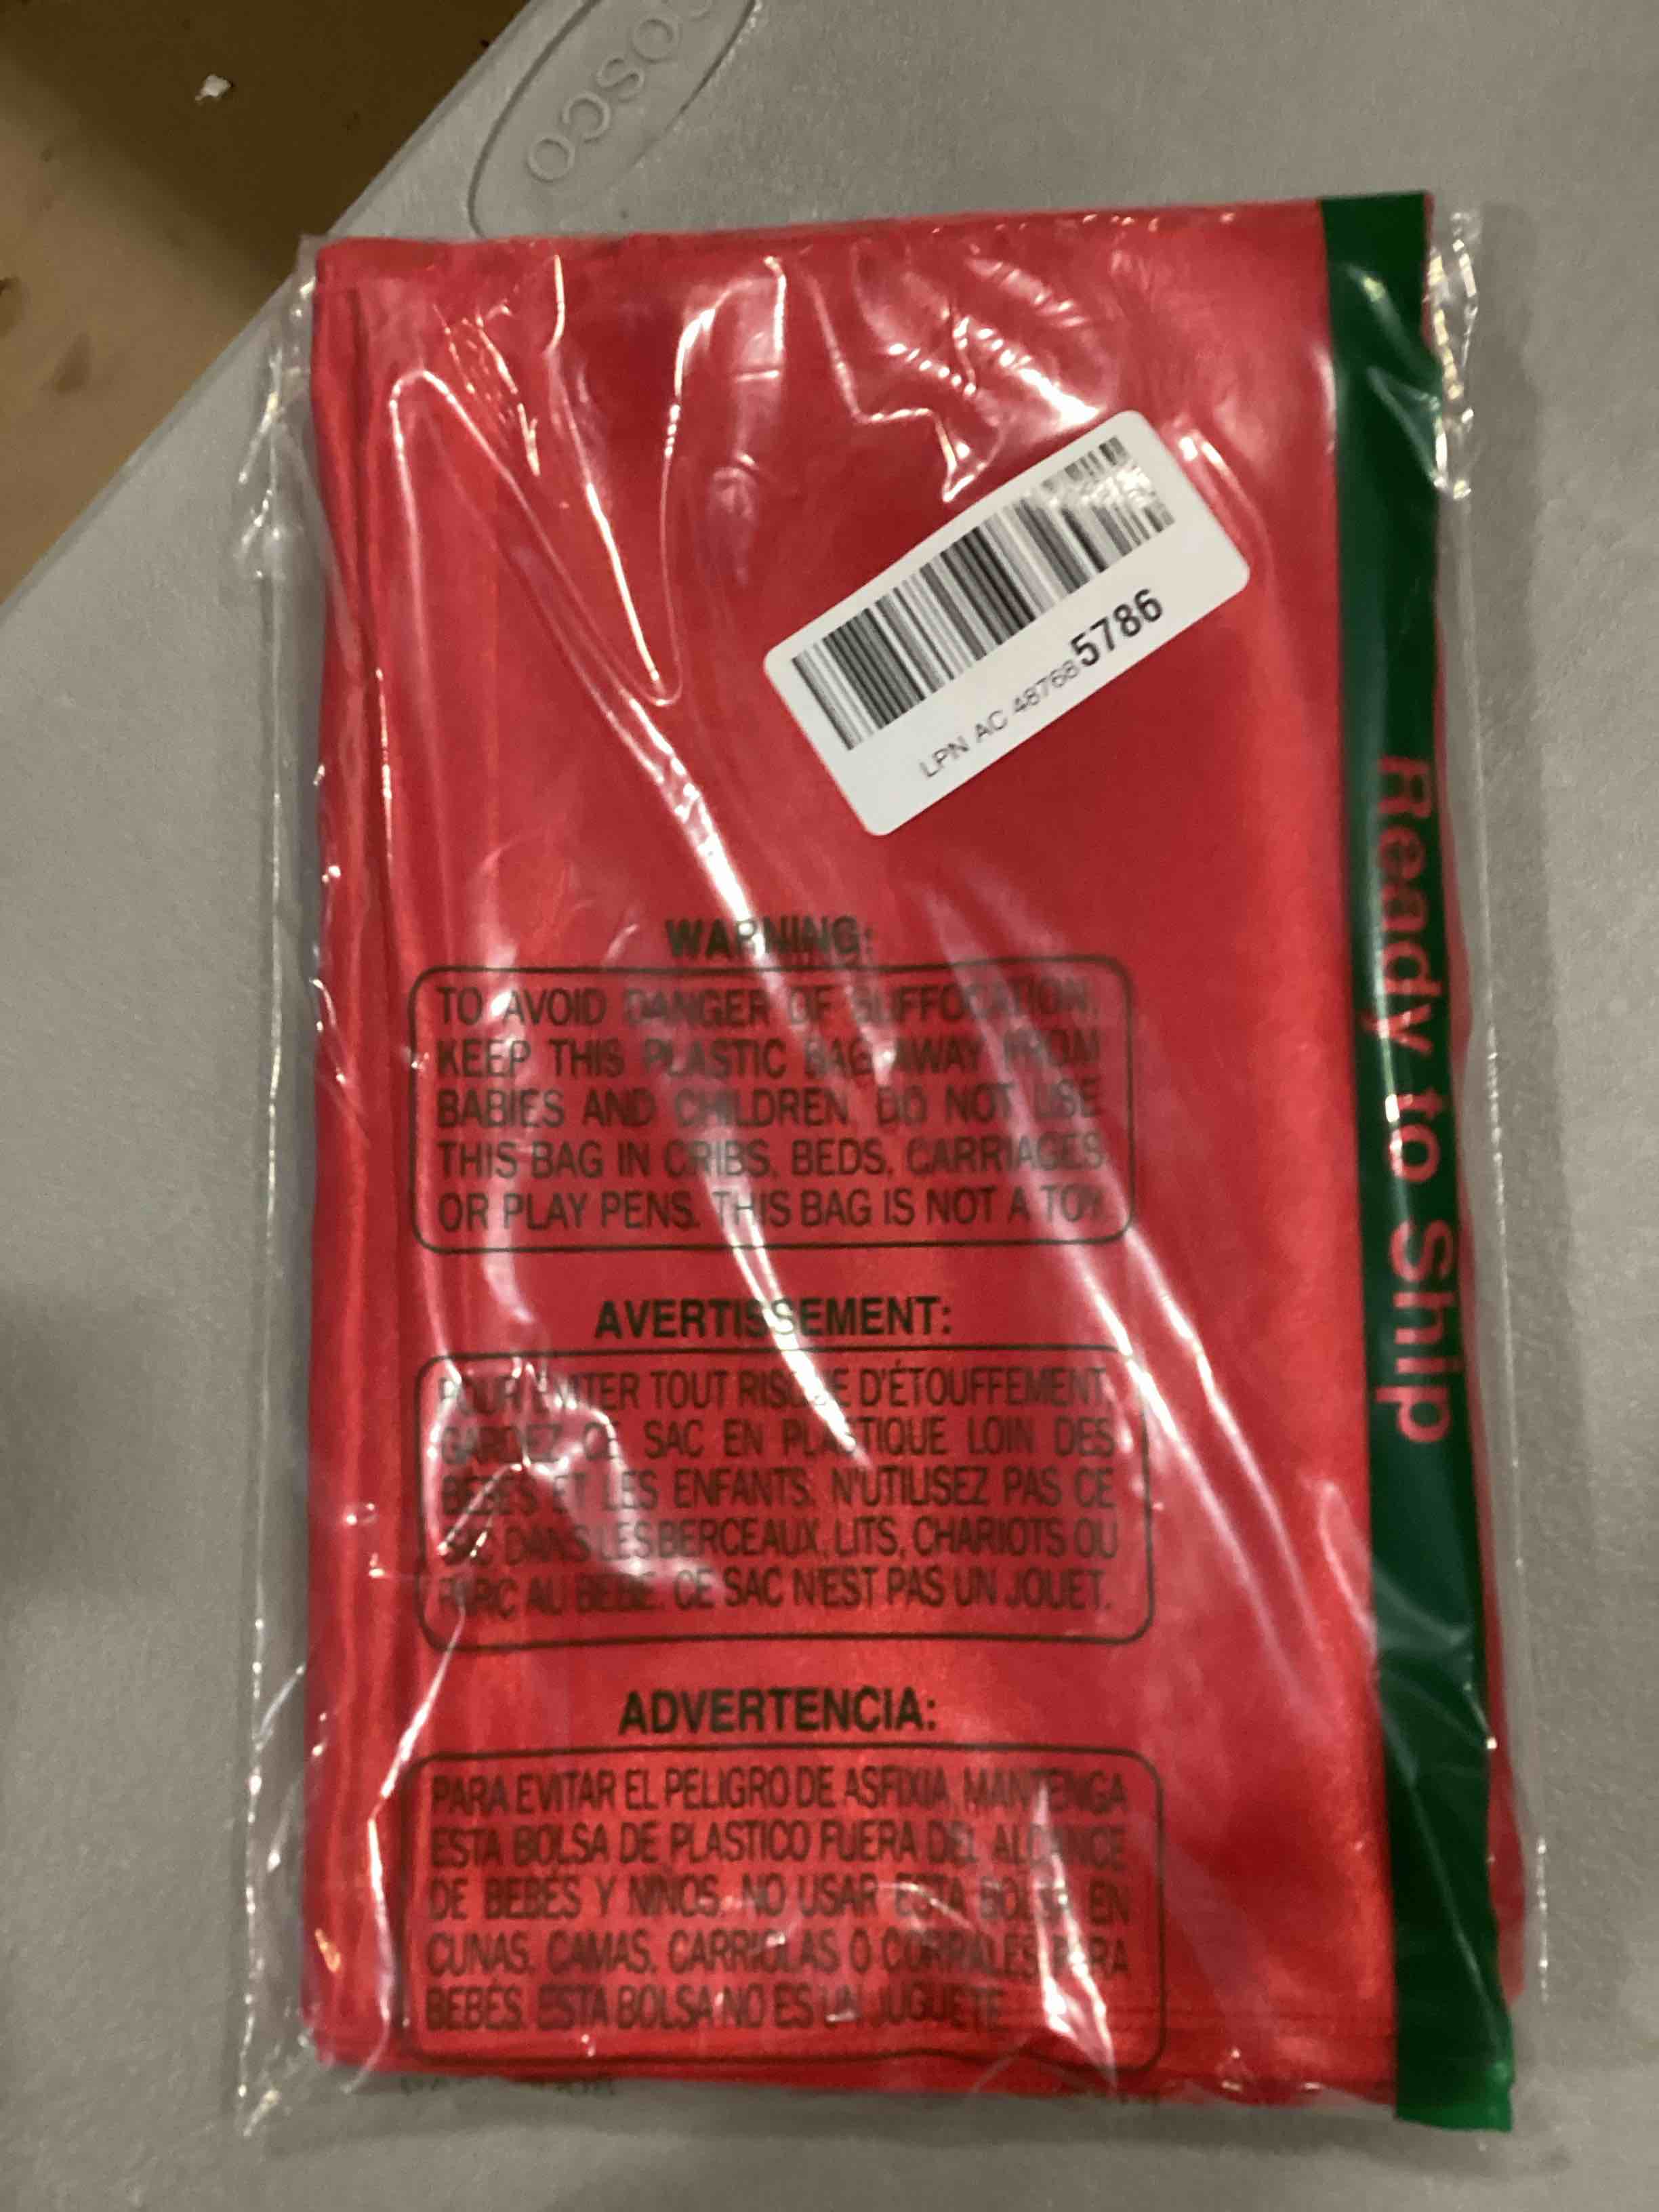 COSCO
LPN AC 487685786
WARNING:
TO AVOID DANGER OF SUFFOCATION,
KEEP THIS PLASTIC BAG AWAY FROM
BABIES AND CHILDREN. DO NOT USE
THIS BAG IN CRIBS, BEDS, CARRIAGES
OR PLAY PENS. THIS BAG IS NOT A TOY.
AVERTISSEMENT:
POUR ÉVITER TOUT RISQUE D'ÉTOUFFEMENT,
GARDEZ CE SAC EN PLASTIQUE LOIN DES
BÉBÉS ET LES ENFANTS. N'UTILISEZ PAS CE
SAC DANS LES BERCEAUX, LITS, CHARIOTS OU
PARC AU BÉBÉ. CE SAC N'EST PAS UN JOUET.
ADVERTENCIA:
PARA EVITAR EL PELIGRO DE ASFIXIA, MANTENGA
ESTA BOLSA DE PLASTICO FUERA DEL ALCANCE
DE BEBÉS Y NINOS. NO USAR ESTA BOLSA EN
CUNAS, CAMAS, CARRIOLAS O CORRALES PARA
BEBÉS. ESTA BOLSA NO ES UN JUGUETE
Ready to Ship